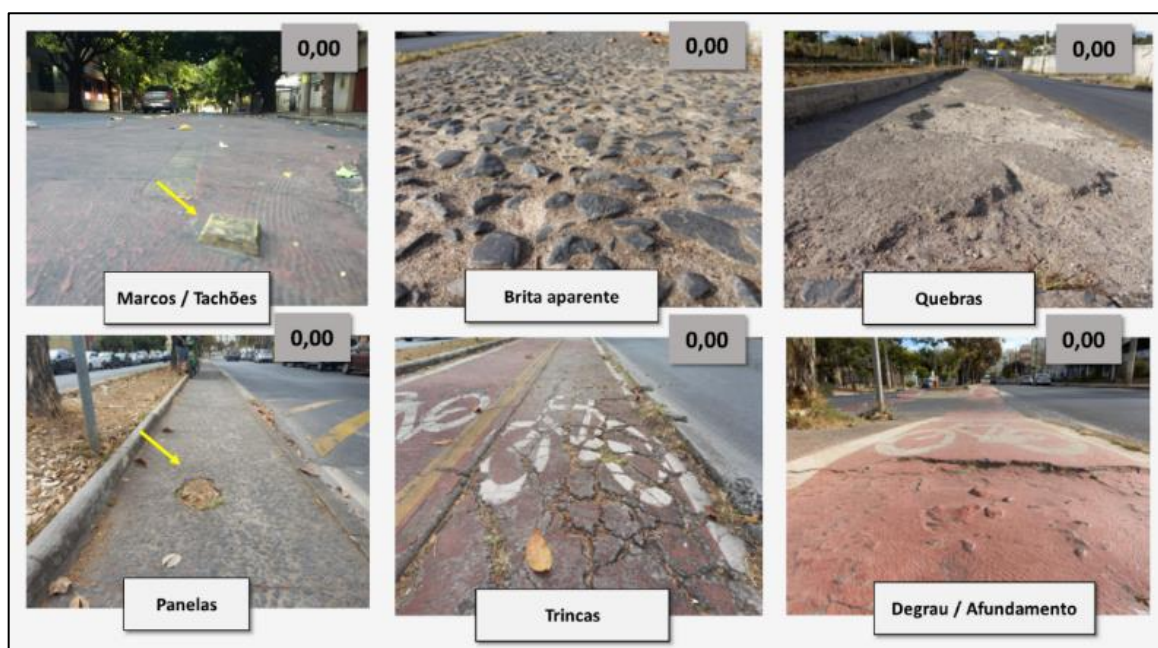 0,00
0,00
0,00
Marcos / Tachões
Brita aparente
Quebras
0,00
0,00
0,00
Panelas
Trincas
Degrau / Afundamento